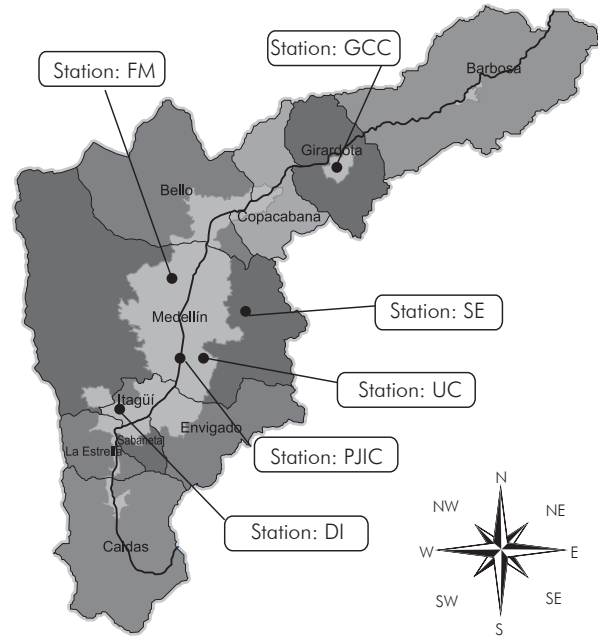 Station: GCC
Station: FM
Barbosa
Girardota
Bello
Copacabana
Medellín
Station: SE
Station: UC
Itagüí
Envigado
Sabaneta
La Estrella
Station: PJIC
Station: DI
Caldas
N
NW
NE
W
E
SW
SE
S